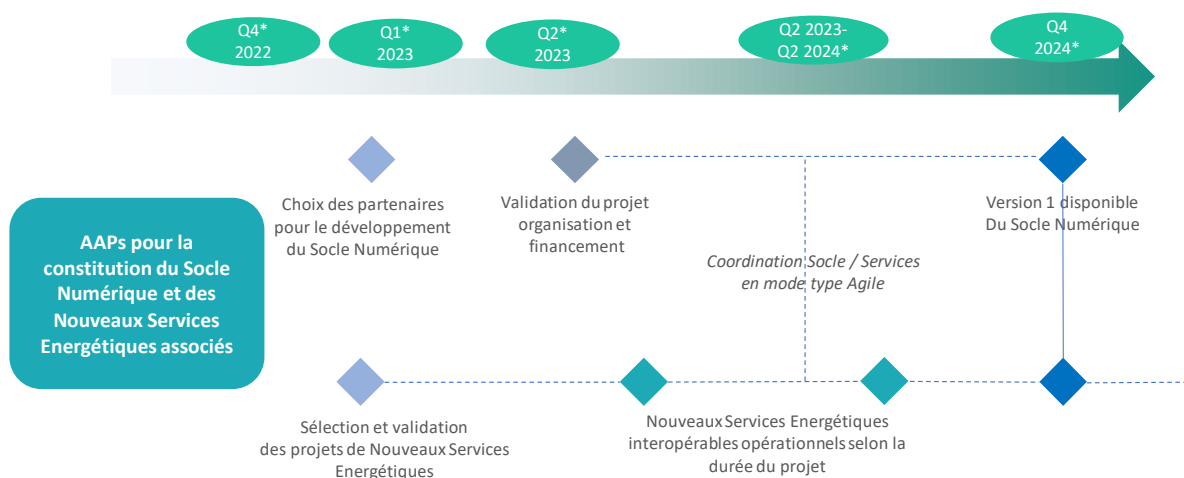 Q4*
2022
Q1*
2023
Q2*
2023
Q2 2023-
Q2 2024*
Q4
2024*
Choix des partenaires
pour le développement
du Socle Numérique
Validation du projet
organisation et
financement
Version 1 disponible
Du Socle Numérique
AAPs pour la
constitution du Socle
Numérique et des
Nouveaux Services
Energétiques associés
Coordination Socle / Services
en mode type Agile
Sélection et validation
des projets de Nouveaux Services
Energétiques
Nouveaux Services Energétiques
interopérables opérationnels selon la
durée du projet